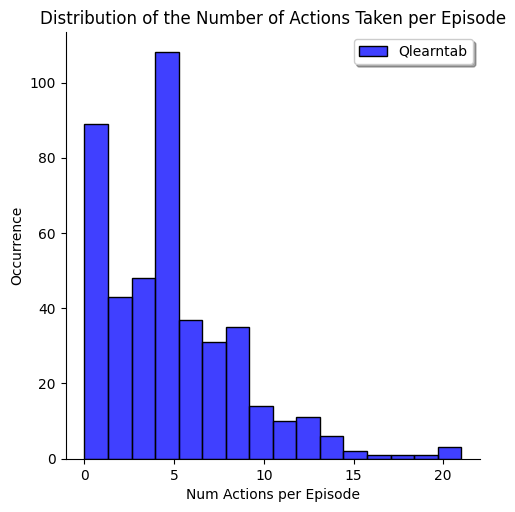 Distribution of the Number of Actions Taken per Episode
Qlearntab
100
80
60
40
20
0
Occurrence
0 5 10 15 20
Num Actions per Episode